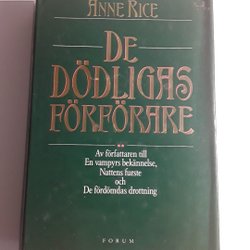 ANNE RICE
DE
DÖDLIGAS
FÖRFÖRARE
Av författaren till
En vampyrs bekännelse,
Nattens furste
och
De fördömdas drottning
FORUM